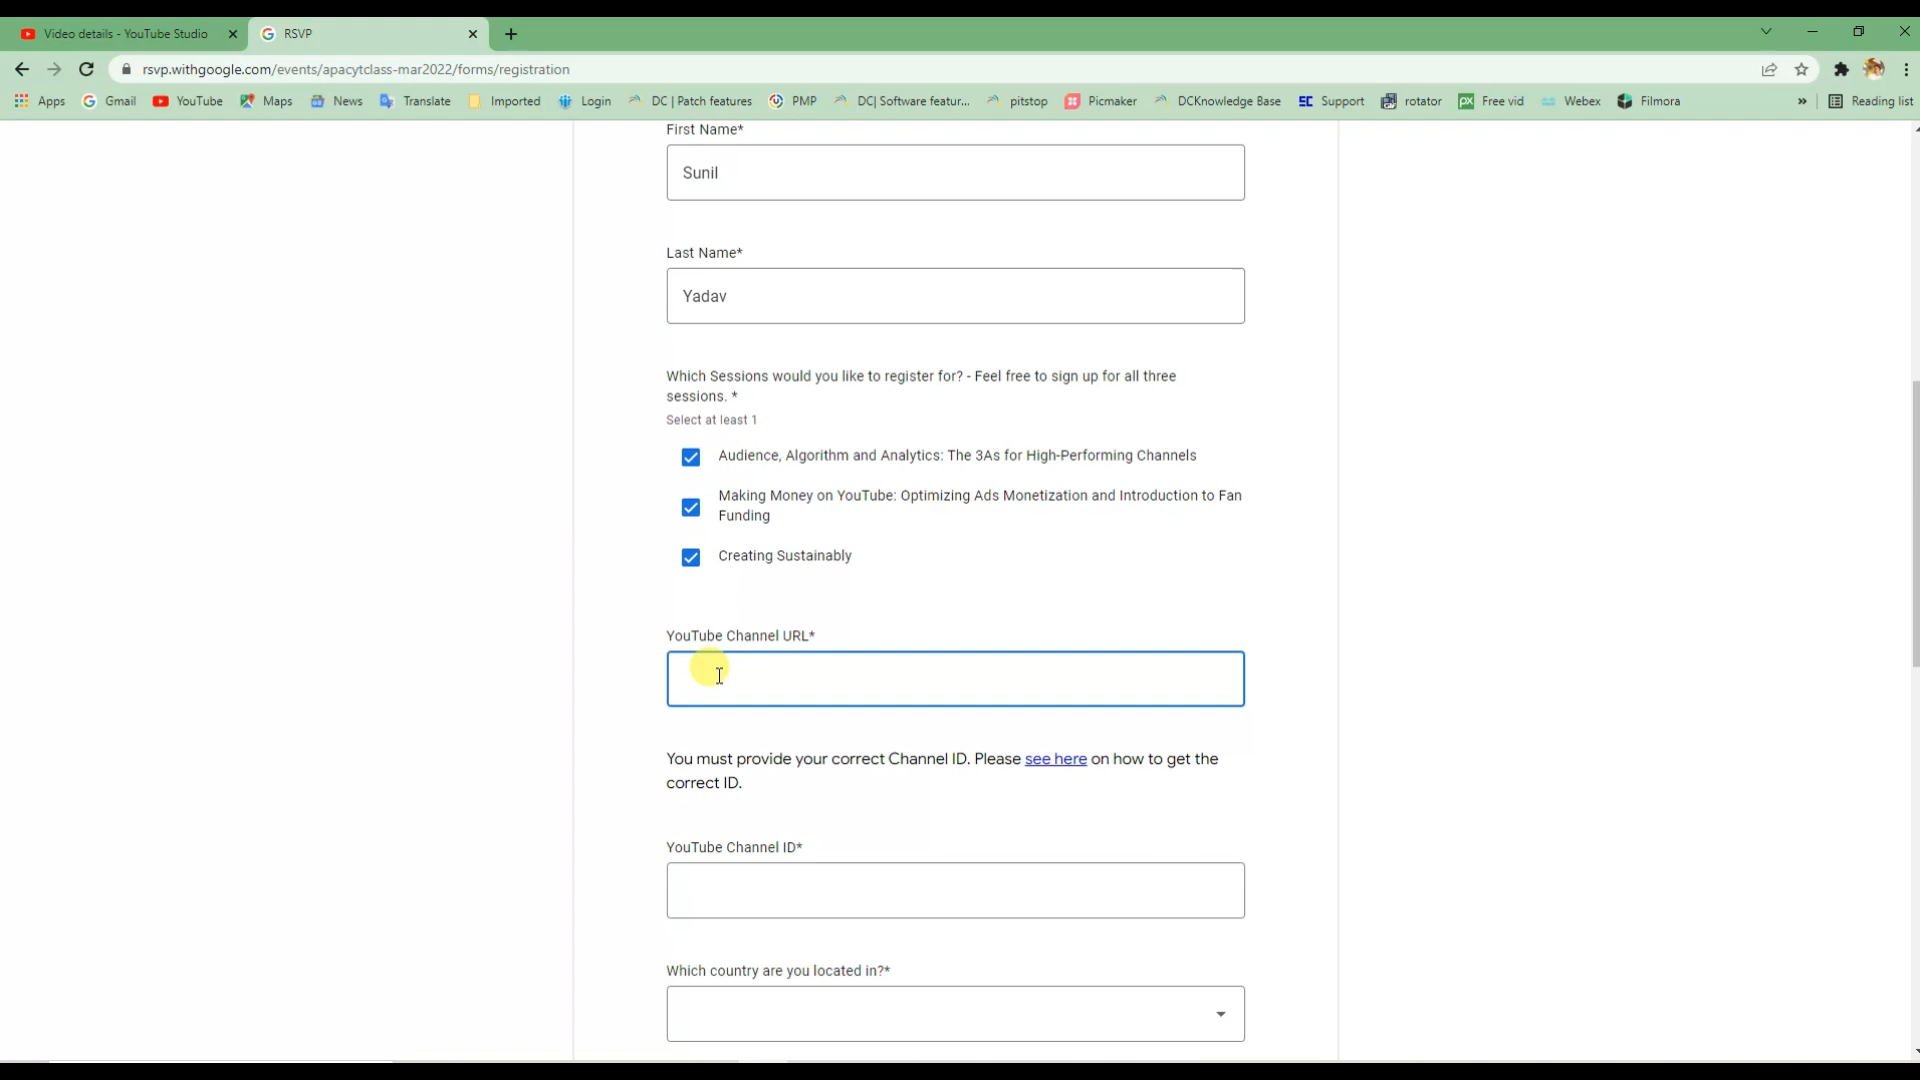 Video details - YouTube Studio
RSVP
rsvp.withgoogle.com/events/apacytclass-mar2022/forms/registration
Apps Gmail YouTube Maps News Translate Imported Login DC | Patch features PMP DC| Software featur... pitstop Picmaker DCKnowledge Base Support rotator Free vid Webex Filmora » Reading list
First Name*
Sunil
Last Name*
Yadav
Which Sessions would you like to register for? - Feel free to sign up for all three
sessions. *
Select at least 1
Audience, Algorithm and Analytics: The 3As for High-Performing Channels
Making Money on YouTube: Optimizing Ads Monetization and Introduction to Fan
Funding
Creating Sustainably
YouTube Channel URL*
You must provide your correct Channel ID. Please see here on how to get the
correct ID.
YouTube Channel ID*
Which country are you located in?*